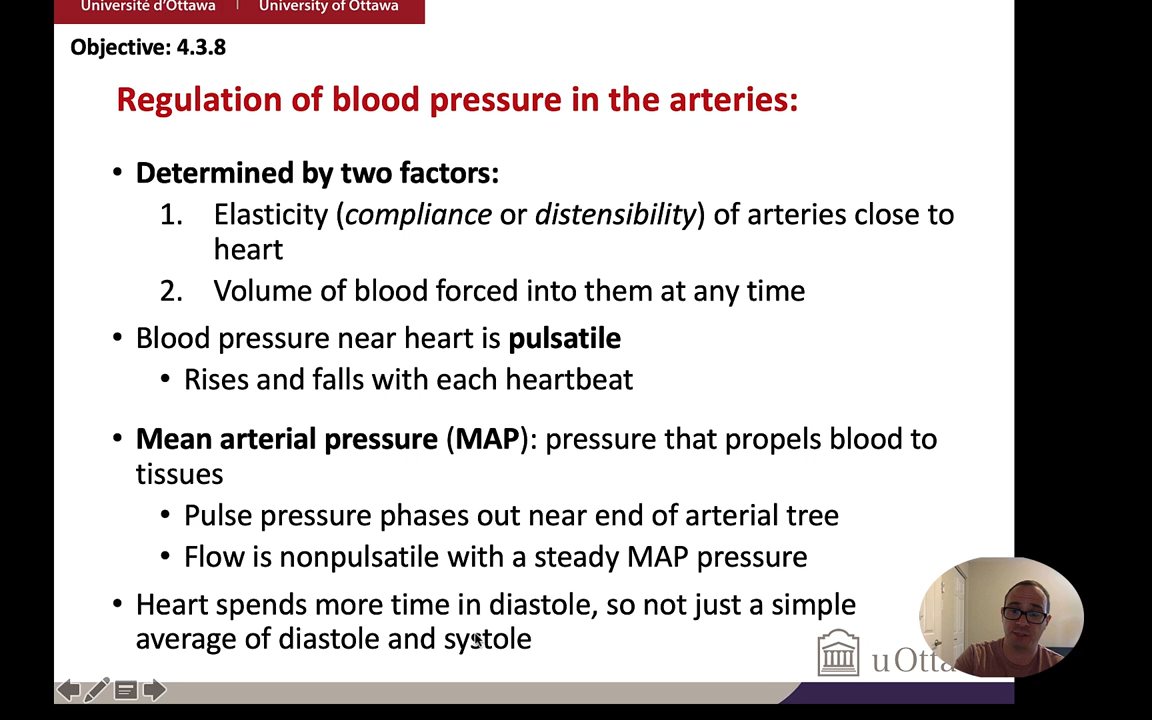 Université d'Ottawa | University of Ottawa
Objective: 4.3.8
Regulation of blood pressure in the arteries:
• Determined by two factors:
1. Elasticity (compliance or distensibility) of arteries close to
heart
2. Volume of blood forced into them at any time
• Blood pressure near heart is pulsatile
• Rises and falls with each heartbeat
• Mean arterial pressure (MAP): pressure that propels blood to
tissues
• Pulse pressure phases out near end of arterial tree
• Flow is nonpulsatile with a steady MAP pressure
• Heart spends more time in diastole, so not just a simple
average of diastole and systole